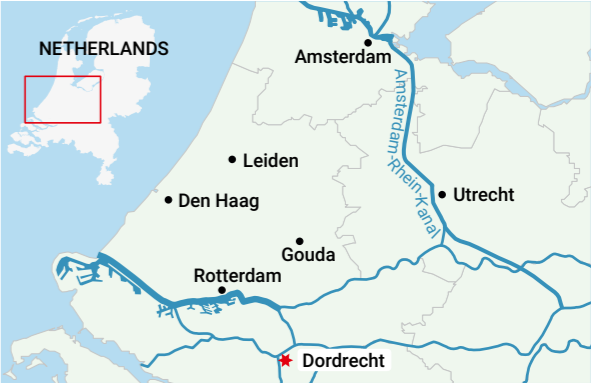 NETHERLANDS
Amsterdam
Amsterdam-Rhein-Kanal
Leiden
Utrecht
Den Haag
Gouda
Rotterdam
Dordrecht